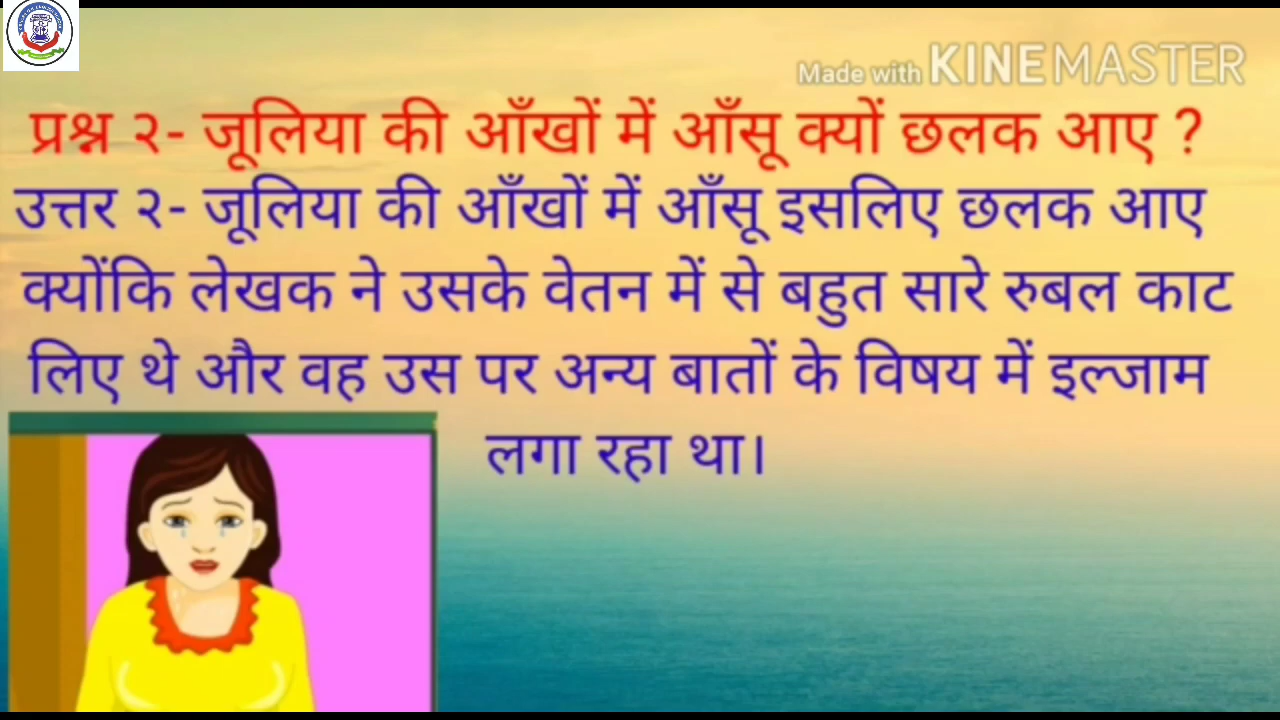 Made with KINEMASTER
प्रश्न २- जूलिया की आँखों में आँसू क्यों छलक आए ?
उत्तर २- जूलिया की आँखों में आँसू इसलिए छलक आए
क्योंकि लेखक ने उसके वेतन में से बहुत सारे रुबल काट
लिए थे और वह उस पर अन्य बातों के विषय में इल्जाम
लगा रहा था।